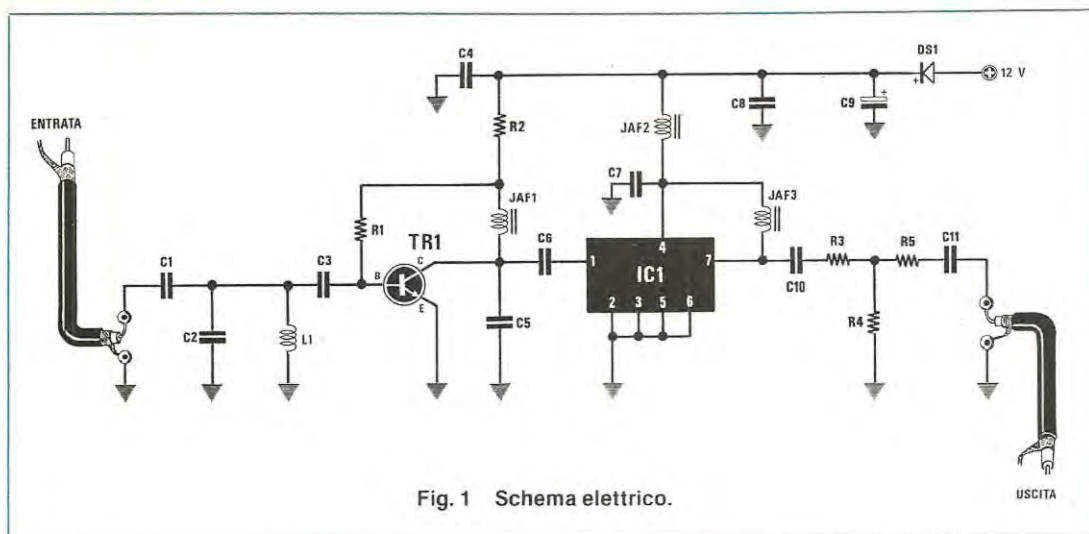 C4
DS1
12 V
ENTRATA
R2
JAF2
C8
C9
C7
JAF1
JAF3
R1
TR1
C6
4
C1
C3
C
B
E
1
IC1
7
R3
R5
C11
C10
2
3
5
6
C2
L1
C5
R4
USCITA
Fig. 1 Schema elettrico.